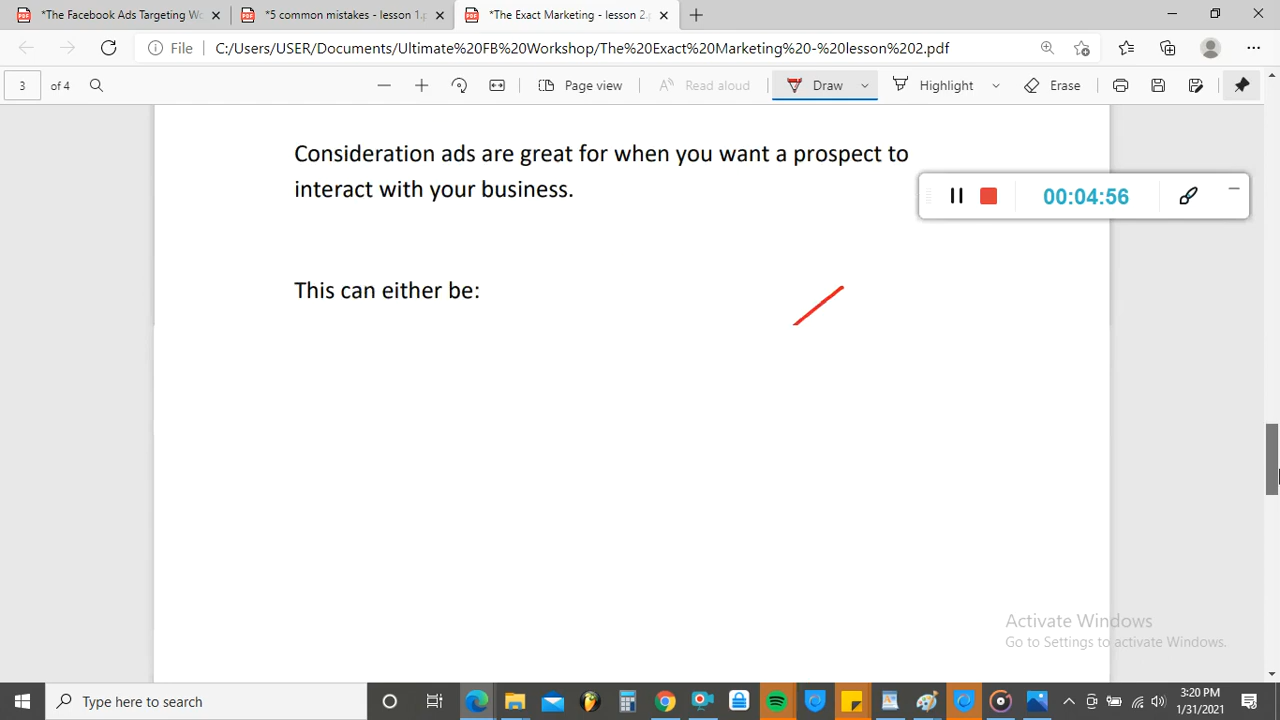 *The Facebook Ads Targeting Wo
*5 common mistakes - lesson 1.p
*The Exact Marketing - lesson 2.
File
C:/Users/USER/Documents/Ultimate%20FB%20Workshop/The%20Exact%20Marketing%20-%20lesson%202.pdf
3 of 4
Page view
Read aloud
Draw
Highlight
Erase
Consideration ads are great for when you want a prospect to
interact with your business.
00:04:56
This can either be:
Activate Windows
Go to Settings to activate Windows.
Type here to search
3:20 PM
1/31/2021